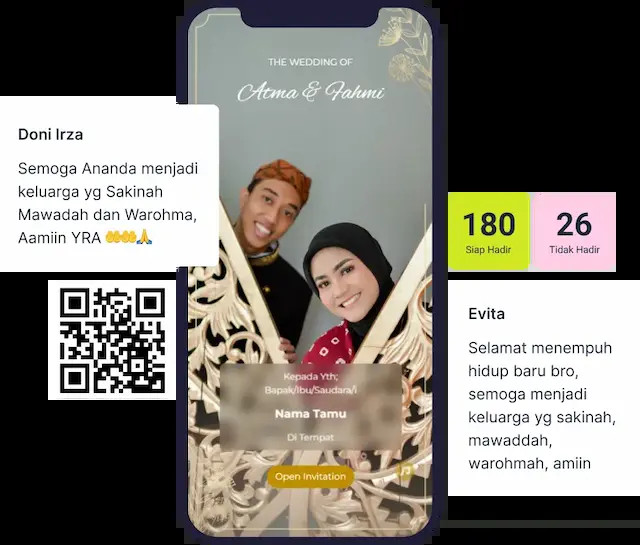 THE WEDDING OF
Atma & Fahmi
Doni Irza
Semoga Ananda menjadi
keluarga yg Sakinah
Mawadah dan Warohma,
Aamiin YRA 🤲🤲🙏
180
Siap Hadir
26
Tidak Hadir
Evita
Selamat menempuh
hidup baru bro,
semoga menjadi
keluarga yg sakinah,
mawaddah,
warohmah, amiin
Kepada Yth;
Bapak/Ibu/Saudara/i
Nama Tamu
Di Tempat
Open Invitation